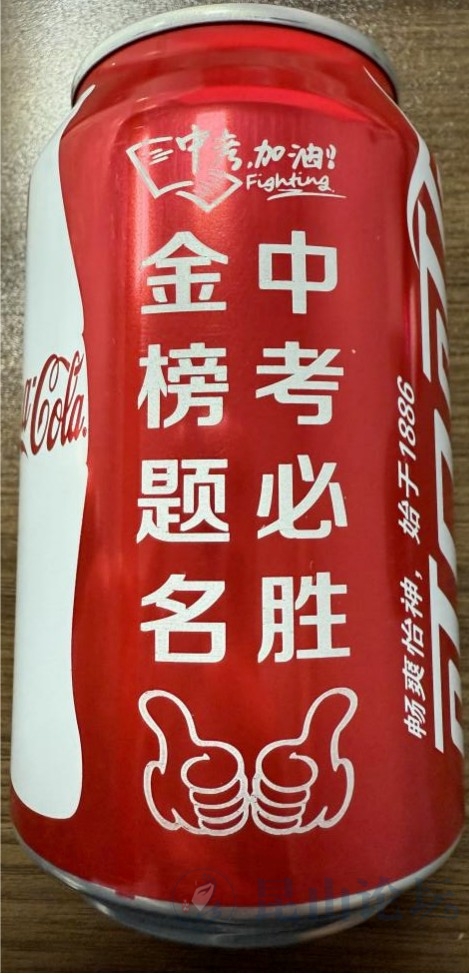 中考,加油!!
Fighting
中考必胜
金榜题名
Cola.
畅爽怡神，始于1886